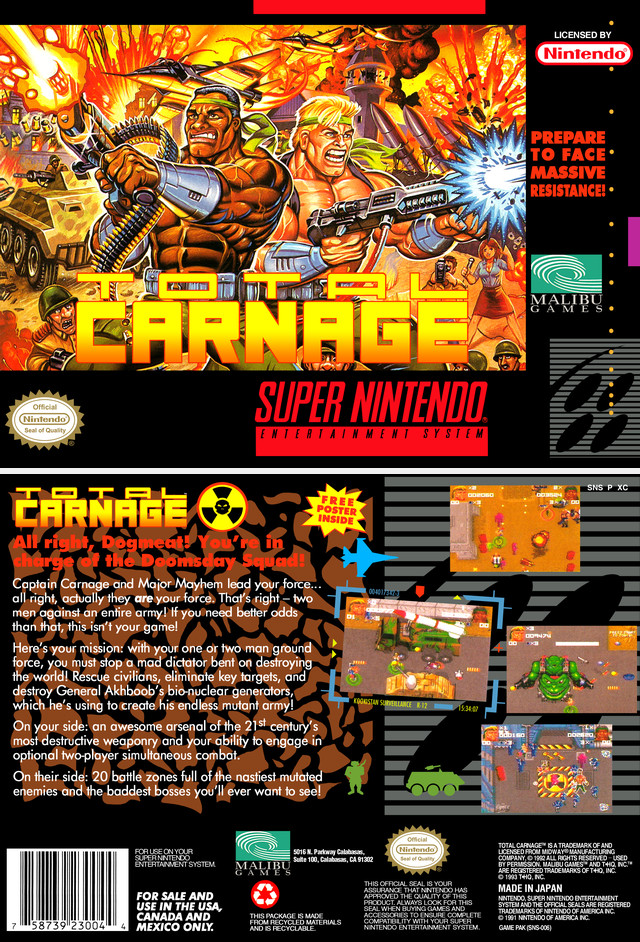 LICENSED BY
Nintendo
PREPARE
TO FACE
MASSIVE
RESISTANCE!
MALIBU
GAMES
TOTAL
CARNAGE
Official
Nintendo
Seal of Quality
SUPER NINTENDO
ENTERTAINMENT SYSTEM
TOTAL
CARNAGE
FREE
POSTER
INSIDE
SNS P XC
All right, Dogmeat! You're in
charge of the Doomsday Squad!
Captain Carnage and Major Mayhem lead your force...
all right, actually they are your force. That's right – two
men against an entire army! If you need better odds
than that, this isn't your game!
Here's your mission: with your one or two man ground
force, you must stop a mad dictator bent on destroying
the world! Rescue civilians, eliminate key targets, and
destroy General Akhboob's bio-nuclear generators,
which he's using to create his endless mutant army!
On your side: an awesome arsenal of the 21st century's
most destructive weaponry and your ability to engage in
optional two-player simultaneous combat.
On their side: 20 battle zones full of the nastiest mutated
enemies and the baddest bosses you'll ever want to see!
KOOKISTAN SURVEILLANCE 8-12 15:34:07
7 58739 23004 4
FOR USE ON YOUR
SUPER NINTENDO
ENTERTAINMENT SYSTEM.
FOR SALE AND
USE IN THE USA,
CANADA AND
MEXICO ONLY.
MALIBU
GAMES
5016 N. Parkway Calabasas,
Suite 100, Calabasas, CA 91302
THIS PACKAGE IS MADE
FROM RECYCLED MATERIALS
AND IS RECYCLABLE.
Official
Nintendo
Seal of Quality
THIS OFFICIAL SEAL IS YOUR
ASSURANCE THAT NINTENDO HAS
APPROVED THE QUALITY OF THIS
PRODUCT. ALWAYS LOOK FOR THIS
SEAL WHEN BUYING GAMES AND
ACCESSORIES TO ENSURE COMPLETE
COMPATIBILITY WITH YOUR SUPER
NINTENDO ENTERTAINMENT SYSTEM.
TOTAL CARNAGE™ IS A TRADEMARK OF AND
LICENSED FROM MIDWAY® MANUFACTURING
COMPANY, © 1992 ALL RIGHTS RESERVED – USED
BY PERMISSION. MALIBU GAMES™ AND T•HQ, INC.™
ARE REGISTERED TRADEMARKS OF T•HQ, INC.
© 1993 T•HQ, INC.
MADE IN JAPAN
NINTENDO, SUPER NINTENDO ENTERTAINMENT
SYSTEM AND THE OFFICIAL SEALS ARE REGISTERED
TRADEMARKS OF NINTENDO OF AMERICA INC.
© 1991 NINTENDO OF AMERICA INC.
GAME PAK (SNS-006)